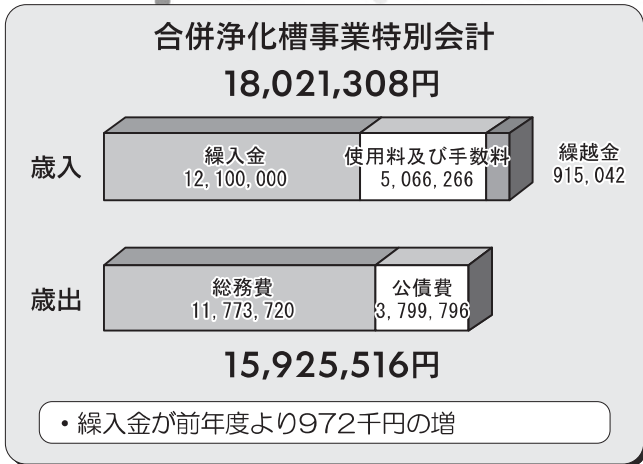 合併浄化槽事業特別会計
18,021,308円
歳入
繰入金
12,100,000
使用料及び手数料
5,066,266
繰越金
915,042
歳出
総務費
11,773,720
公債費
3,799,796
15,925,516円
・繰入金が前年度より972千円の増